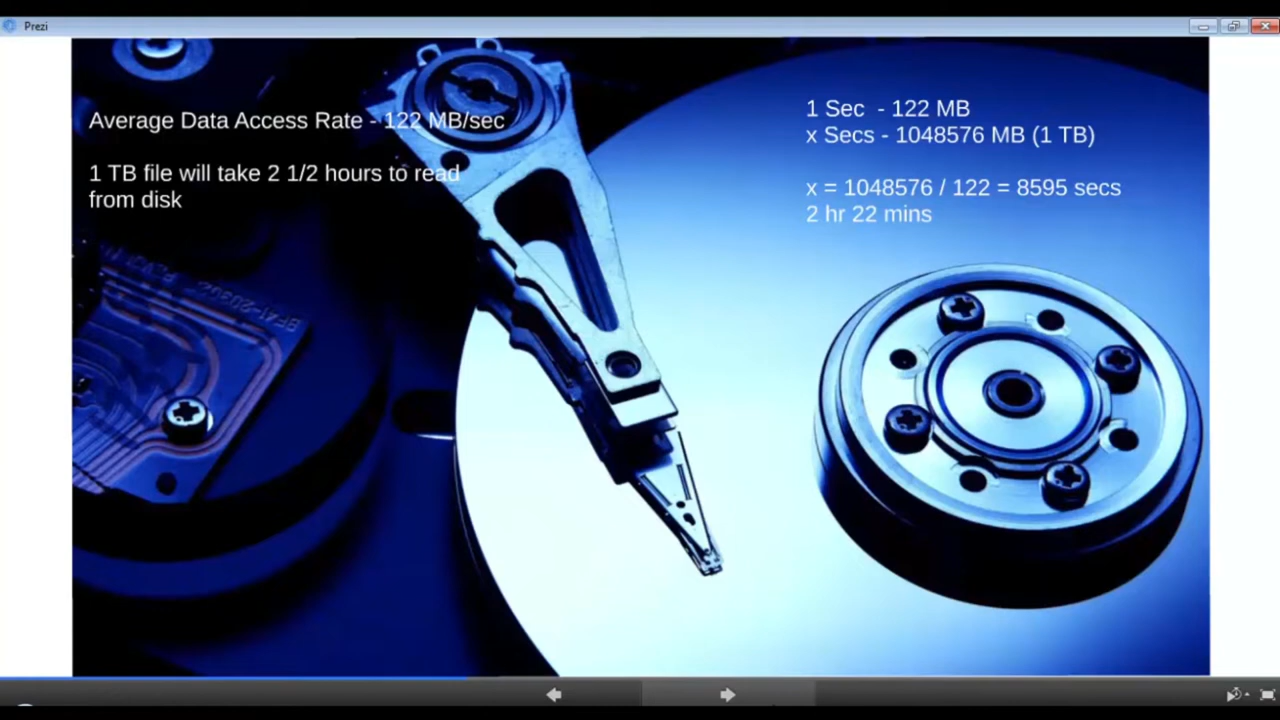 Prezi
Average Data Access Rate - 122 MB/sec
1 TB file will take 2 1/2 hours to read
from disk
1 Sec - 122 MB
x Secs - 1048576 MB (1 TB)
x = 1048576 / 122 = 8595 secs
2 hr 22 mins